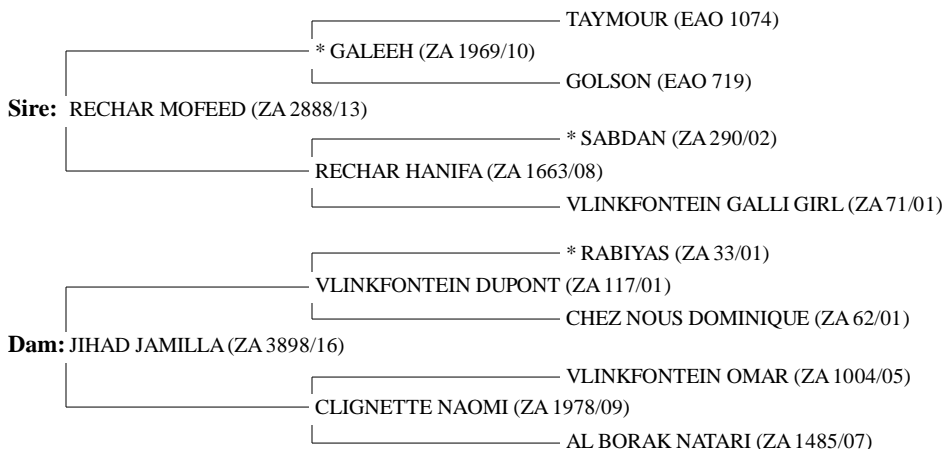 TAYMOUR (EAO 1074)
* GALEEH (ZA 1969/10)
GOLSON (EAO 719)
Sire: RECHAR MOFEED (ZA 2888/13)
* SABDAN (ZA 290/02)
RECHAR HANIFA (ZA 1663/08)
VLINKFONTEIN GALLI GIRL (ZA 71/01)
* RABIYAS (ZA 33/01)
VLINKFONTEIN DUPONT (ZA 117/01)
CHEZ NOUS DOMINIQUE (ZA 62/01)
Dam: JIHAD JAMILLA (ZA 3898/16)
VLINKFONTEIN OMAR (ZA 1004/05)
CLIGNETTE NAOMI (ZA 1978/09)
AL BORAK NATARI (ZA 1485/07)